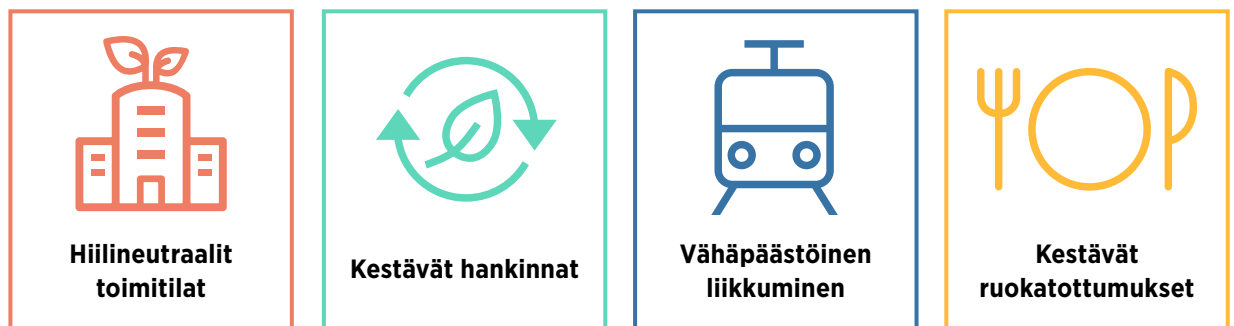 Hiilineutraalit
toimitilat
Kestävät hankinnat
Vähäpäästöinen
liikkuminen
Kestävät
ruokatottumukset